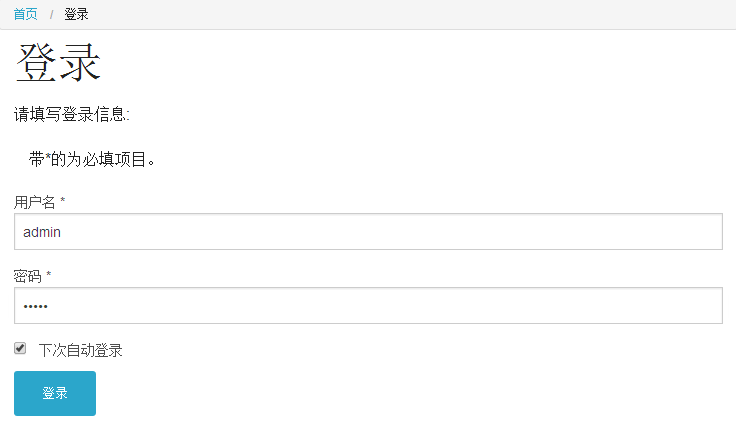 首页 / 登录
登录
请填写登录信息:
带*的为必填项目。
用户名 *
admin
密码 *
•••••
下次自动登录
登录